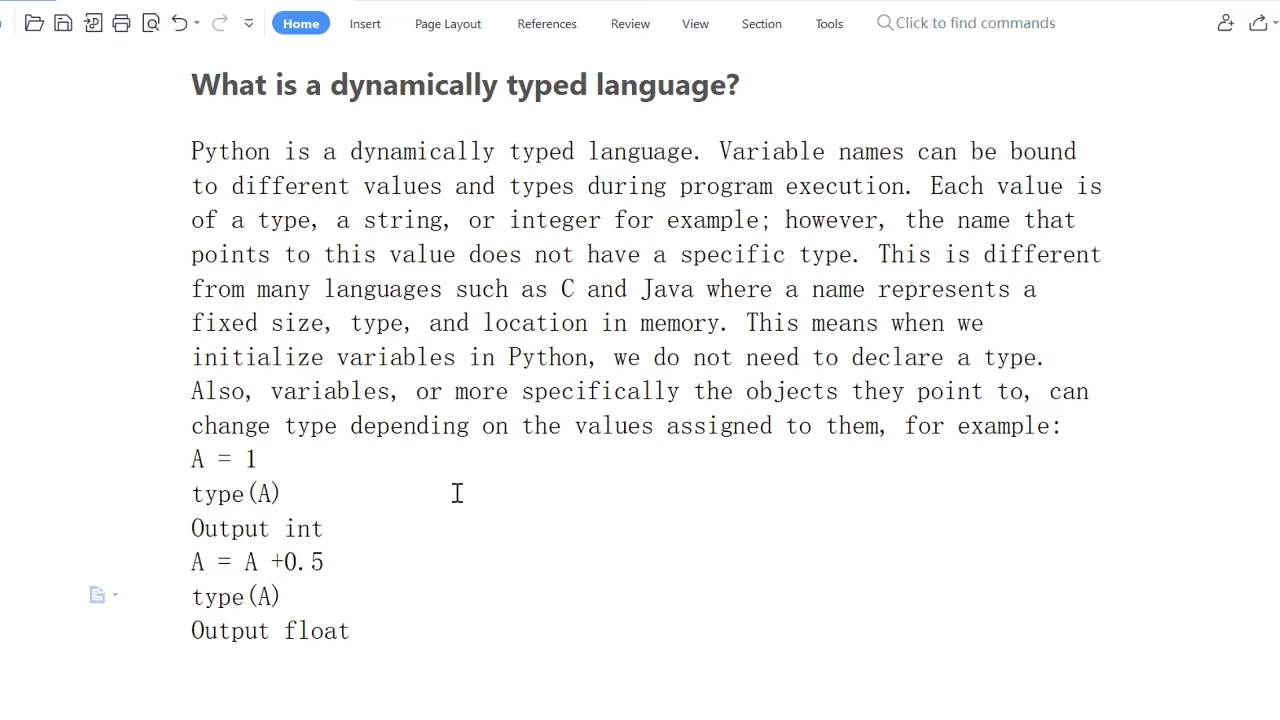 Home Insert Page Layout References Review View Section Tools Click to find commands
What is a dynamically typed language?
Python is a dynamically typed language. Variable names can be bound
to different values and types during program execution. Each value is
of a type, a string, or integer for example; however, the name that
points to this value does not have a specific type. This is different
from many languages such as C and Java where a name represents a
fixed size, type, and location in memory. This means when we
initialize variables in Python, we do not need to declare a type.
Also, variables, or more specifically the objects they point to, can
change type depending on the values assigned to them, for example:
A = 1
type(A)
Output int
A = A +0.5
type(A)
Output float